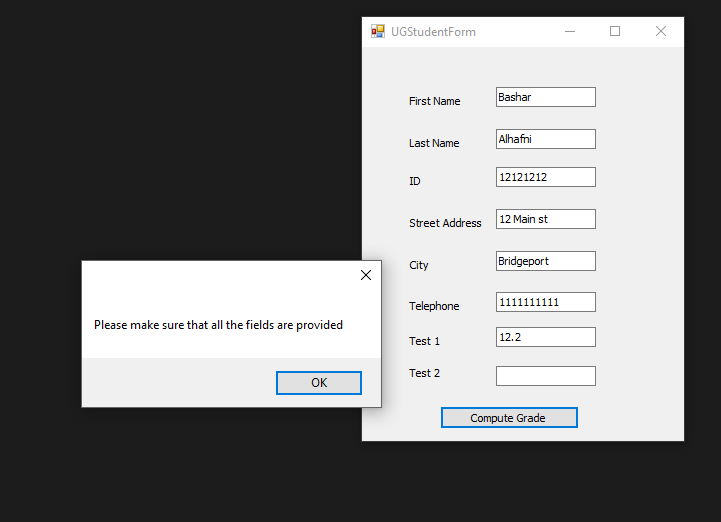 UGStudentForm
First Name Bashar
Last Name Alhafni
ID 12121212
Street Address 12 Main st
City Bridgeport
Telephone 1111111111
Test 1 12.2
Test 2
Compute Grade
Please make sure that all the fields are provided
OK